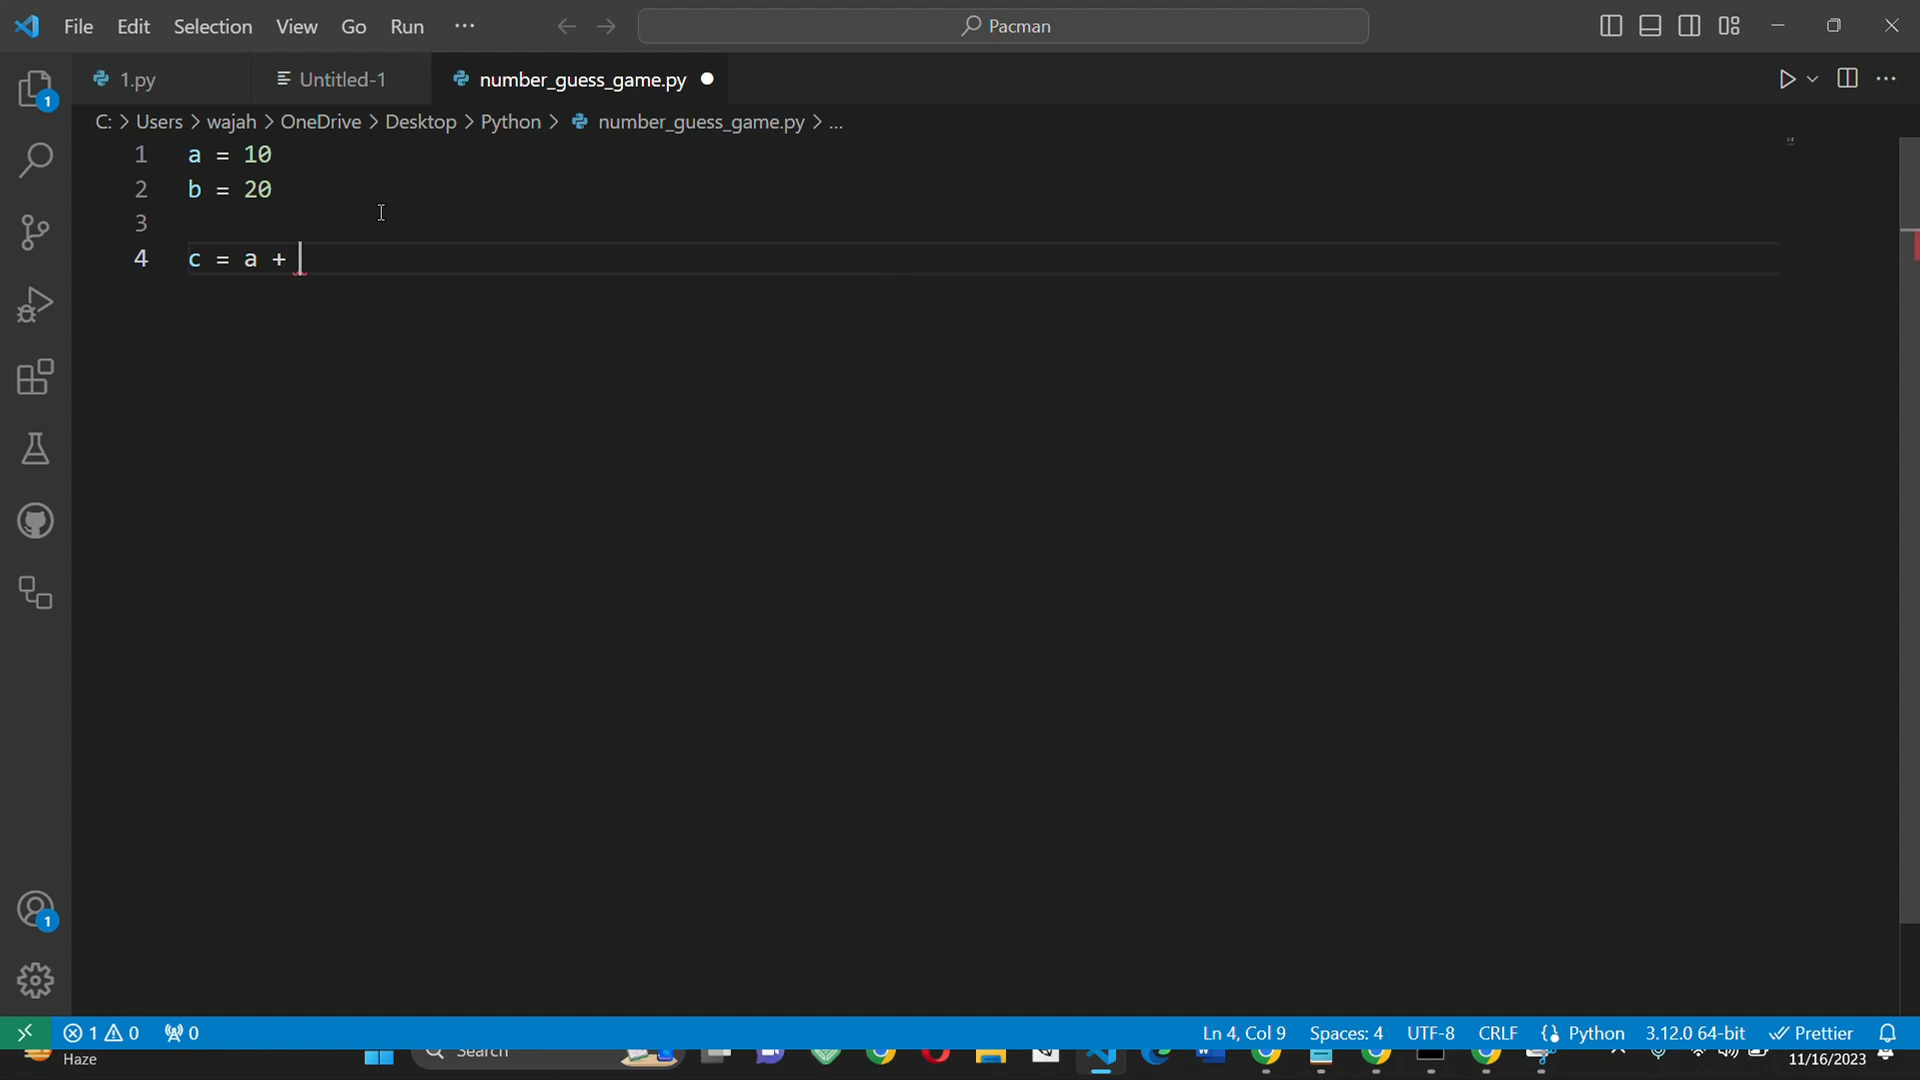 File Edit Selection View Go Run ··· Pacman
1.py Untitled-1 number_guess_game.py
C: > Users > wajah > OneDrive > Desktop > Python > number_guess_game.py > ...
1 a = 10
2 b = 20
3
4 c = a +
1
1
1 0 0 Ln 4, Col 9 Spaces: 4 UTF-8 CRLF Python 3.12.0 64-bit Prettier
Haze Search 11/16/2023